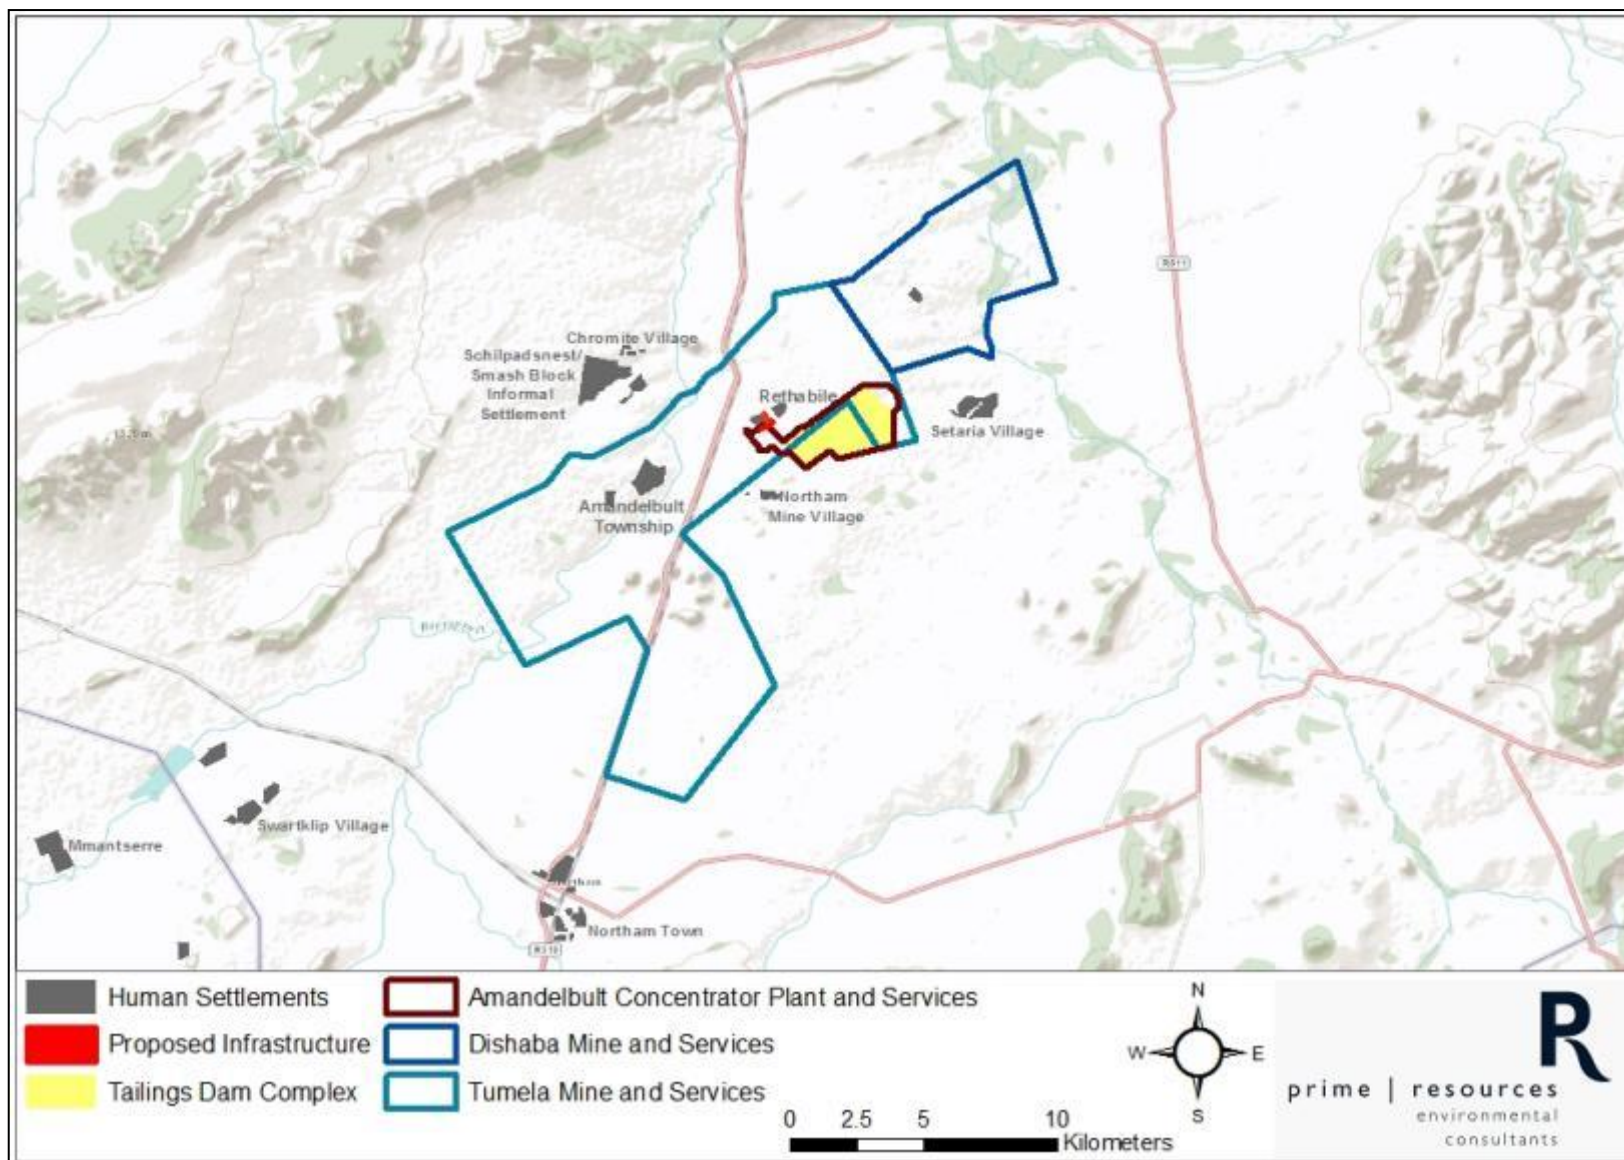 Chromite Village
Schilpadsnest/
Smash Block
Informal
Settlement
Rethabile
Setaria Village
Amandelbult
Township
Northam
Mine Village
Swartklip Village
Mmantserre
Northam Town
Human Settlements
Proposed Infrastructure
Tailings Dam Complex
Amandelbult Concentrator Plant and Services
Dishaba Mine and Services
Tumela Mine and Services
N
W E
S
0 2.5 5 10
Kilometers
R
prime | resources
environmental
consultants